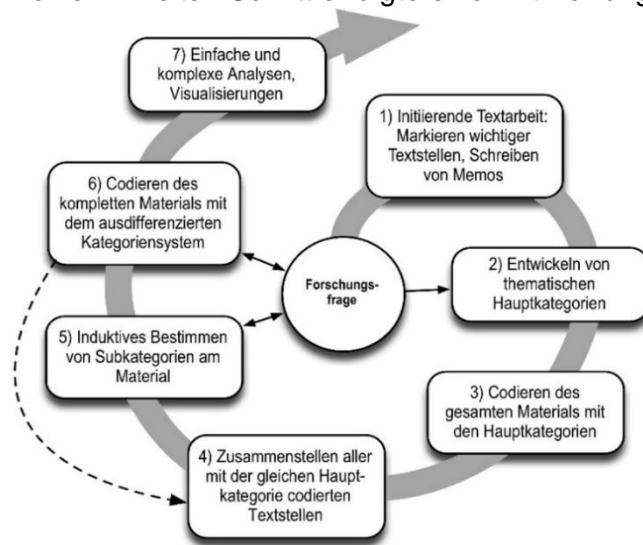 1) Initiierende Textarbeit:
Markieren wichtiger
Textstellen, Schreiben
von Memos
2) Entwickeln von
thematischen
Hauptkategorien
3) Codieren des
gesamten Materials mit
den Hauptkategorien
4) Zusammenstellen aller
mit der gleichen Haupt-
kategorie codierten
Textstellen
5) Induktives Bestimmen
von Subkategorien am
Material
6) Codieren des
kompletten Materials mit
dem ausdifferenzierten
Kategoriensystem
7) Einfache und
komplexe Analysen,
Visualisierungen
Forschungs-
frage